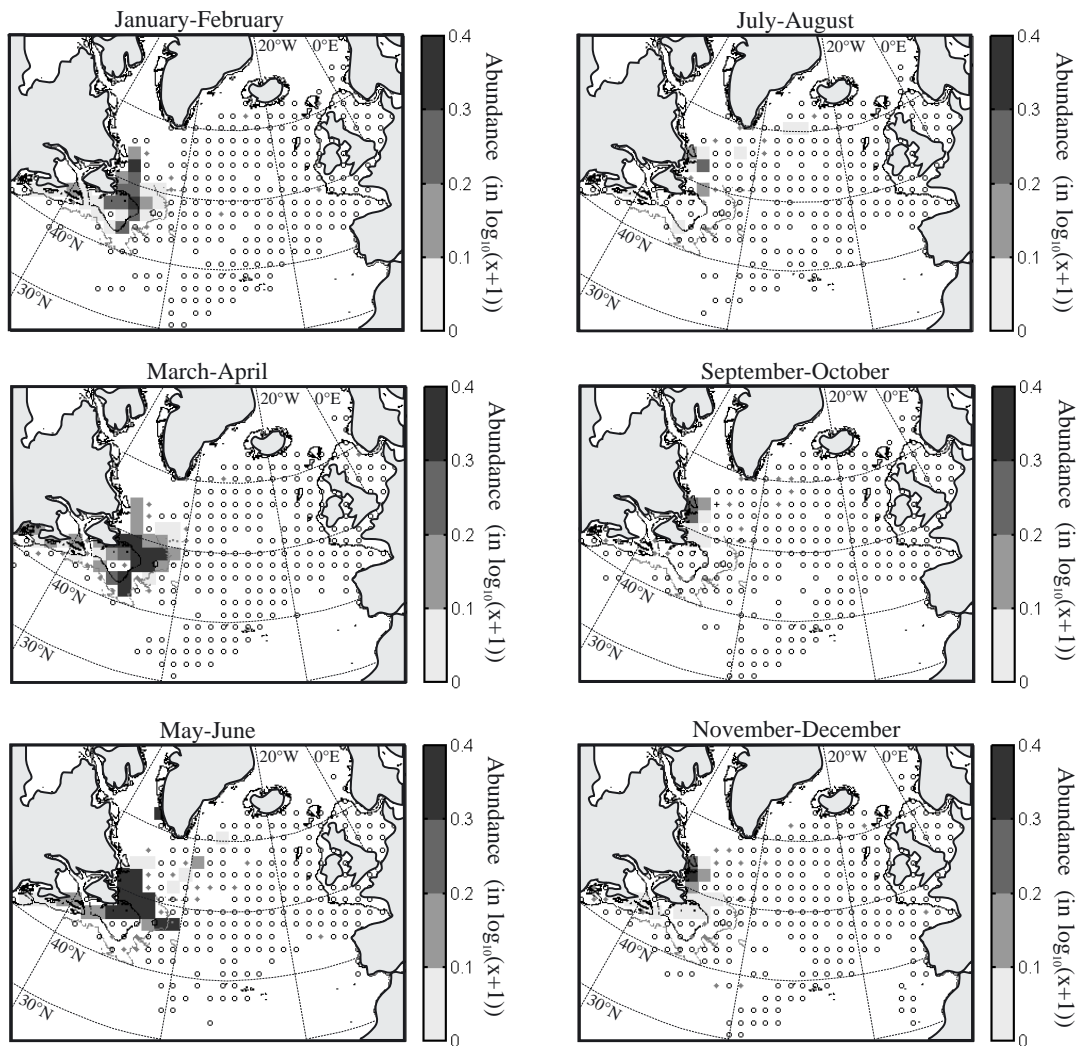 January-February
20°W 0°E
40°N
30°N
0.4
0.3
0.2
0.1
0
Abundance (in log₁₀(x+1))
July-August
20°W 0°E
40°N
30°N
0.4
0.3
0.2
0.1
0
Abundance (in log₁₀(x+1))
March-April
20°W 0°E
40°N
30°N
0.4
0.3
0.2
0.1
0
Abundance (in log₁₀(x+1))
September-October
20°W 0°E
40°N
30°N
0.4
0.3
0.2
0.1
0
Abundance (in log₁₀(x+1))
May-June
20°W 0°E
40°N
30°N
0.4
0.3
0.2
0.1
0
Abundance (in log₁₀(x+1))
November-December
20°W 0°E
40°N
30°N
0.4
0.3
0.2
0.1
0
Abundance (in log₁₀(x+1))